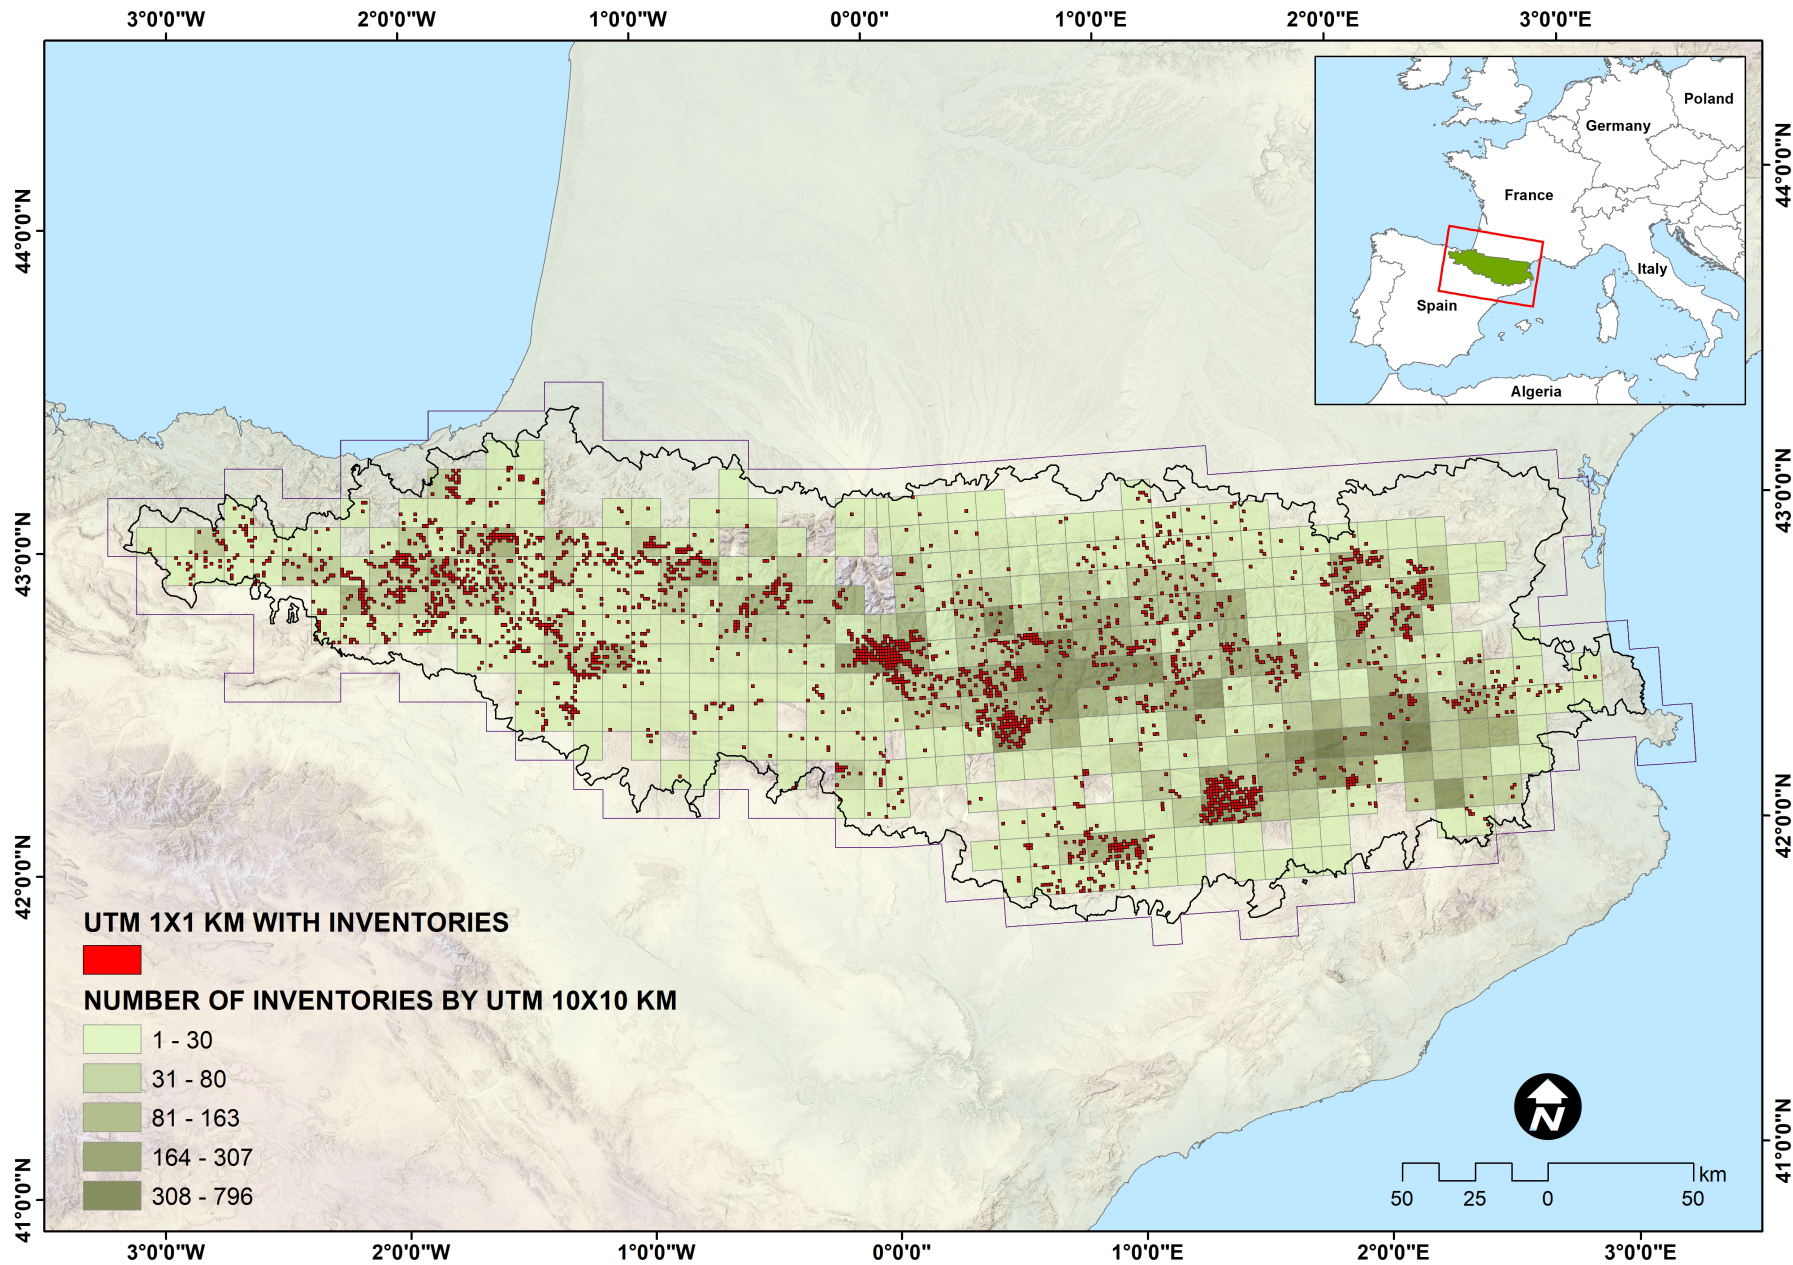 3°0'0"W 2°0'0"W 1°0'0"W 0°0'0" 1°0'0"E 2°0'0"E 3°0'0"E
Poland
Germany
France
Italy
Spain
Algeria
44°0'0"N
43°0'0"N
42°0'0"N
41°0'0"N
44°0'0"N
43°0'0"N
42°0'0"N
41°0'0"N
UTM 1X1 KM WITH INVENTORIES
NUMBER OF INVENTORIES BY UTM 10X10 KM
1 - 30
31 - 80
81 - 163
164 - 307
308 - 796
N
km
50 25 0 50
3°0'0"W 2°0'0"W 1°0'0"W 0°0'0" 1°0'0"E 2°0'0"E 3°0'0"E